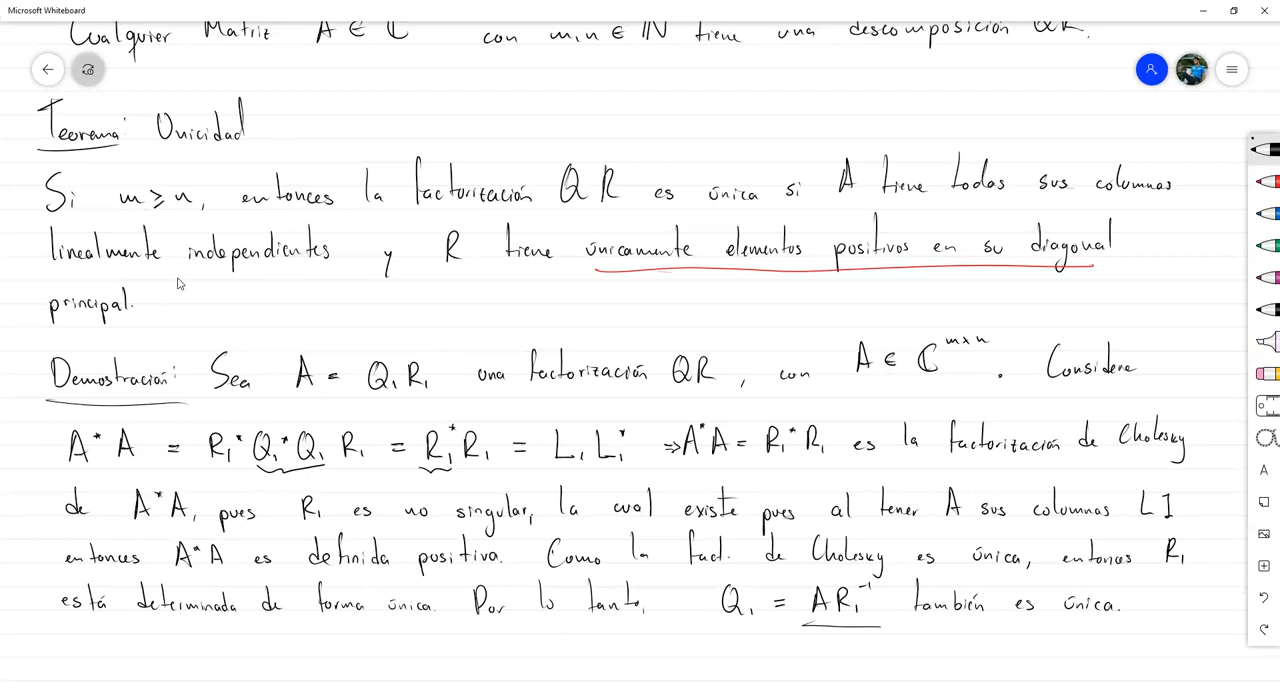 Microsoft Whiteboard
Cualquier Matriz A ∈ ℂ con m,n ∈ ℕ tiene una descomposición QR.
Teorema: Unicidad
Si m ≥ n, entonces la factorización QR es única si A tiene todas sus columnas
linealmente independientes y R tiene únicamente elementos positivos en su diagonal
principal.
Demostración: Sea A = Q₁R₁ una factorización QR, con A ∈ ℂ^{m×n}. Considere
A*A = R₁*Q₁*Q₁R₁ = R₁*R₁ = L₁L₁* ⇒ A*A = R₁*R₁ es la factorización de Cholesky
de A*A, pues R₁ es no singular, la cual existe pues al tener A sus columnas LI
entonces A*A es definida positiva. Como la fact. de Cholesky es única, entonces R₁
está determinada de forma única. Por lo tanto, Q₁ = AR₁⁻¹ también es única.